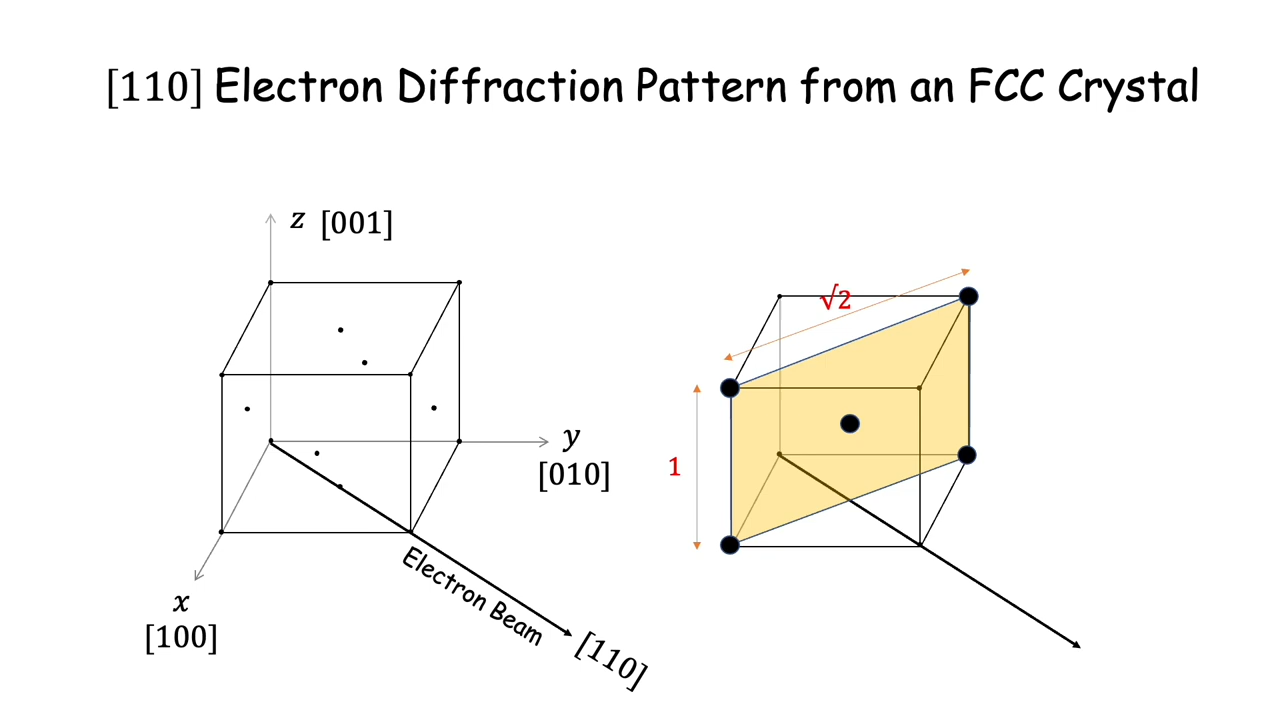 [110] Electron Diffraction Pattern from an FCC Crystal
z [001]
√2
y
[010]
1
Electron Beam
x
[100]
[110]